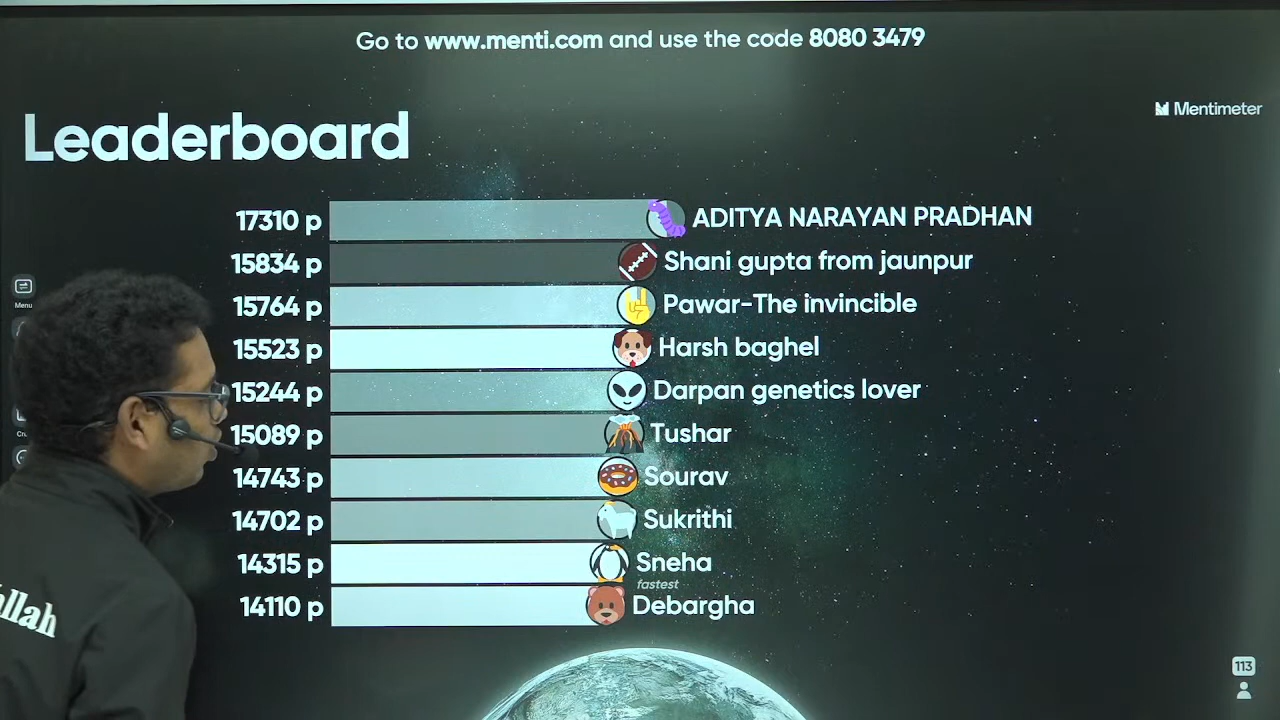 Go to www.menti.com and use the code 8080 3479
Mentimeter
Leaderboard
17310 p ADITYA NARAYAN PRADHAN
15834 p Shani gupta from jaunpur
15764 p Pawar-The invincible
15523 p Harsh baghel
15244 p Darpan genetics lover
15089 p Tushar
14743 p Sourav
14702 p Sukrithi
14315 p Sneha
fastest
14110 p Debargha
Menu
113